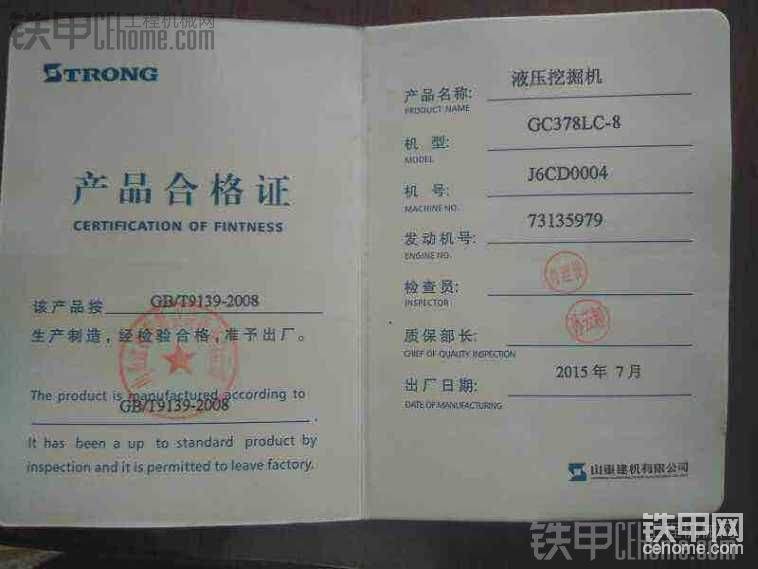 铁甲工程机械网
CEhome.com
STRONG
产品合格证
CERTIFICATION OF FINTNESS
该产品按 GB/T9139-2008
生产制造，经检验合格，准予出厂。
The product is manufactured according to
GB/T9139-2008
It has been a up to standard product by
inspection and it is permitted to leave factory.
产品名称: 液压挖掘机
PRODUCT NAME
机 型: GC378LC-8
MODEL
机 号: J6CD0004
MACHINE NO.
发动机号: 73135979
ENGINE NO.
检查员:
INSPECTOR
质保部长:
CHIEF OF QUALITY INSPECTION
出厂日期: 2015 年 7 月
DATE OF MANUFACTURING
山重建机有限公司
铁甲网
cehome.com